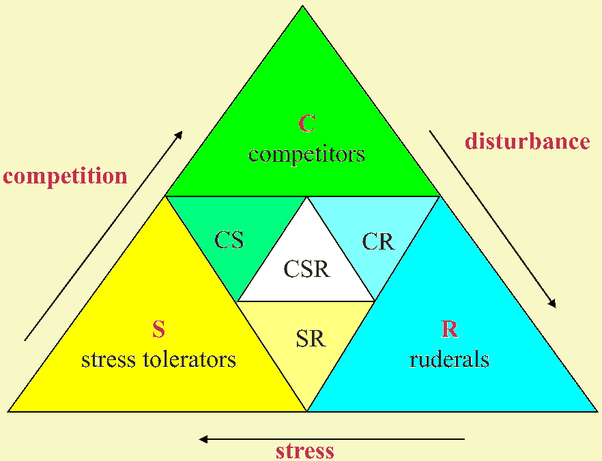 C
competitors
competition
disturbance
CS
CR
CSR
S
stress tolerators
SR
R
ruderals
stress